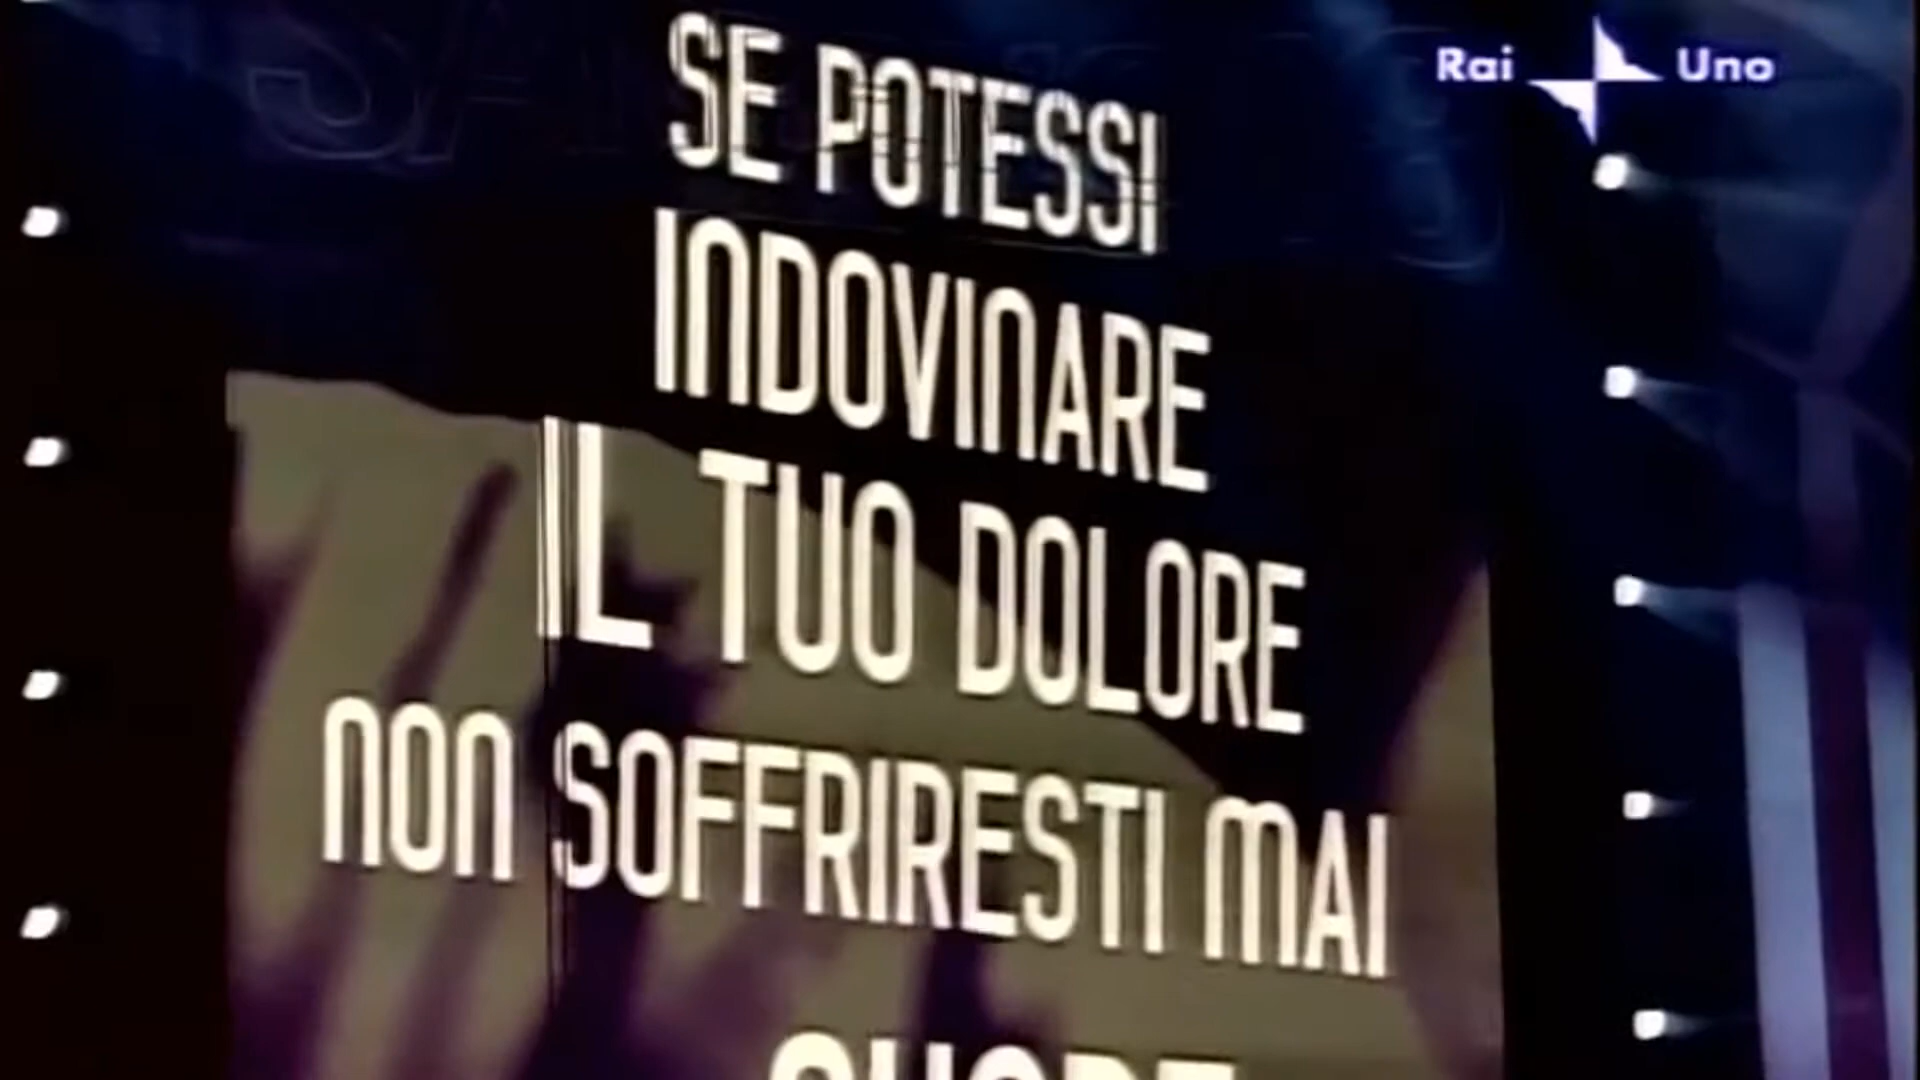 Rai Uno
SE POTESSI
INDOVINARE
IL TUO DOLORE
NON SOFFRIRESTI MAI